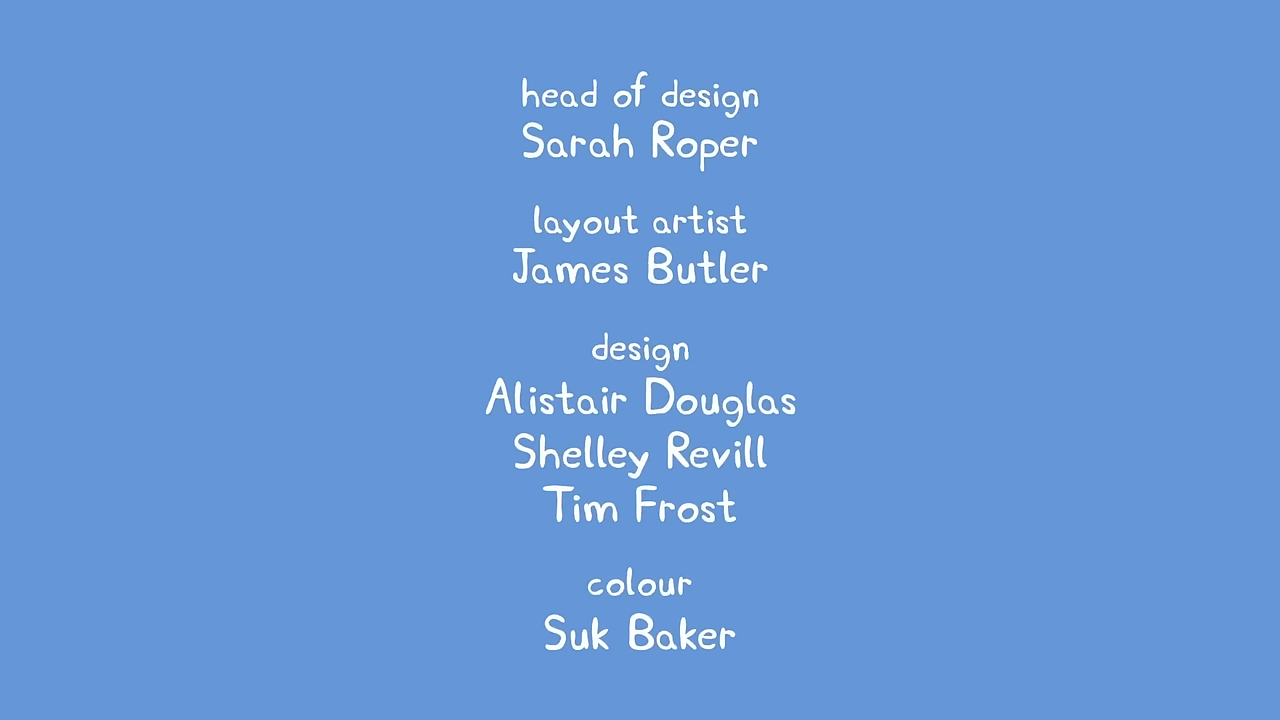 head of design
Sarah Roper
layout artist
James Butler
design
Alistair Douglas
Shelley Revill
Tim Frost
colour
Suk Baker